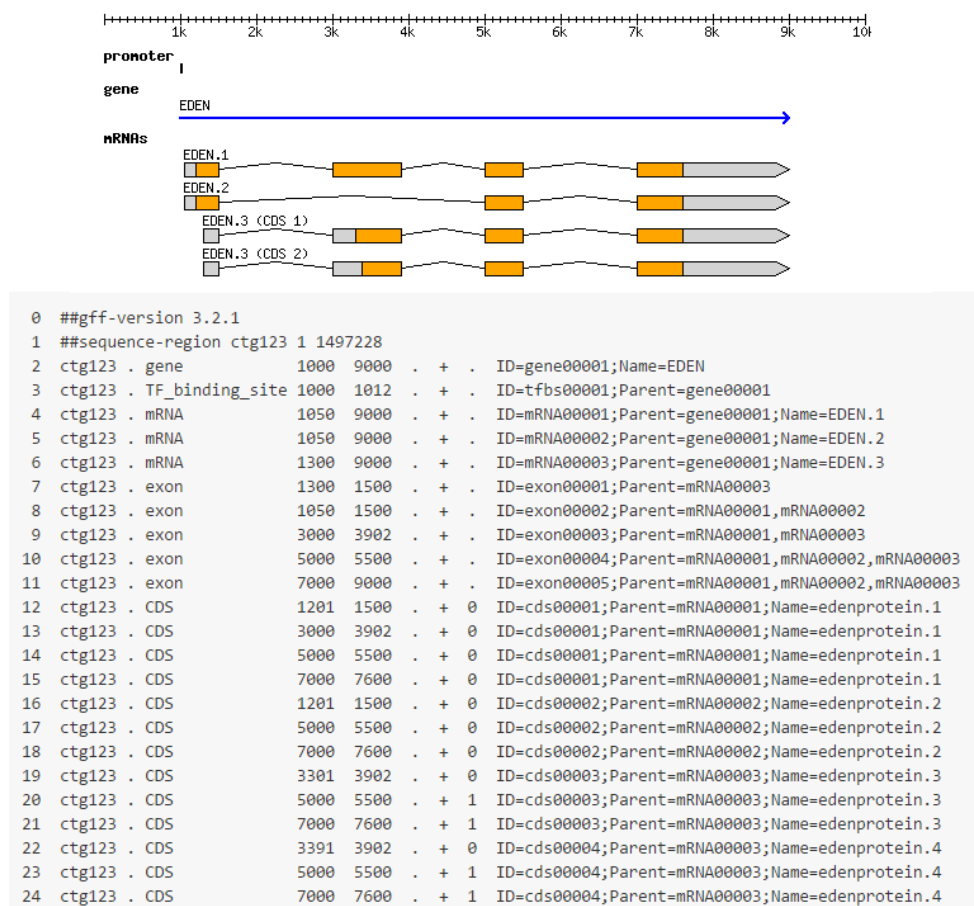 1k 2k 3k 4k 5k 6k 7k 8k 9k 10k
promoter
gene
EDEN
mRNAs
EDEN.1
EDEN.2
EDEN.3 (CDS 1)
EDEN.3 (CDS 2)
0 ##gff-version 3.2.1
1 ##sequence-region ctg123 1 1497228
2 ctg123 . gene 1000 9000 . + . ID=gene00001;Name=EDEN
3 ctg123 . TF_binding_site 1000 1012 . + . ID=tfbs00001;Parent=gene00001
4 ctg123 . mRNA 1050 9000 . + . ID=mRNA00001;Parent=gene00001;Name=EDEN.1
5 ctg123 . mRNA 1050 9000 . + . ID=mRNA00002;Parent=gene00001;Name=EDEN.2
6 ctg123 . mRNA 1300 9000 . + . ID=mRNA00003;Parent=gene00001;Name=EDEN.3
7 ctg123 . exon 1300 1500 . + . ID=exon00001;Parent=mRNA00003
8 ctg123 . exon 1050 1500 . + . ID=exon00002;Parent=mRNA00001,mRNA00002
9 ctg123 . exon 3000 3902 . + . ID=exon00003;Parent=mRNA00001,mRNA00003
10 ctg123 . exon 5000 5500 . + . ID=exon00004;Parent=mRNA00001,mRNA00002,mRNA00003
11 ctg123 . exon 7000 9000 . + . ID=exon00005;Parent=mRNA00001,mRNA00002,mRNA00003
12 ctg123 . CDS 1201 1500 . + 0 ID=cds00001;Parent=mRNA00001;Name=edenprotein.1
13 ctg123 . CDS 3000 3902 . + 0 ID=cds00001;Parent=mRNA00001;Name=edenprotein.1
14 ctg123 . CDS 5000 5500 . + 0 ID=cds00001;Parent=mRNA00001;Name=edenprotein.1
15 ctg123 . CDS 7000 7600 . + 0 ID=cds00001;Parent=mRNA00001;Name=edenprotein.1
16 ctg123 . CDS 1201 1500 . + 0 ID=cds00002;Parent=mRNA00002;Name=edenprotein.2
17 ctg123 . CDS 5000 5500 . + 0 ID=cds00002;Parent=mRNA00002;Name=edenprotein.2
18 ctg123 . CDS 7000 7600 . + 0 ID=cds00002;Parent=mRNA00002;Name=edenprotein.2
19 ctg123 . CDS 3301 3902 . + 0 ID=cds00003;Parent=mRNA00003;Name=edenprotein.3
20 ctg123 . CDS 5000 5500 . + 1 ID=cds00003;Parent=mRNA00003;Name=edenprotein.3
21 ctg123 . CDS 7000 7600 . + 1 ID=cds00003;Parent=mRNA00003;Name=edenprotein.3
22 ctg123 . CDS 3391 3902 . + 0 ID=cds00004;Parent=mRNA00003;Name=edenprotein.4
23 ctg123 . CDS 5000 5500 . + 1 ID=cds00004;Parent=mRNA00003;Name=edenprotein.4
24 ctg123 . CDS 7000 7600 . + 1 ID=cds00004;Parent=mRNA00003;Name=edenprotein.4